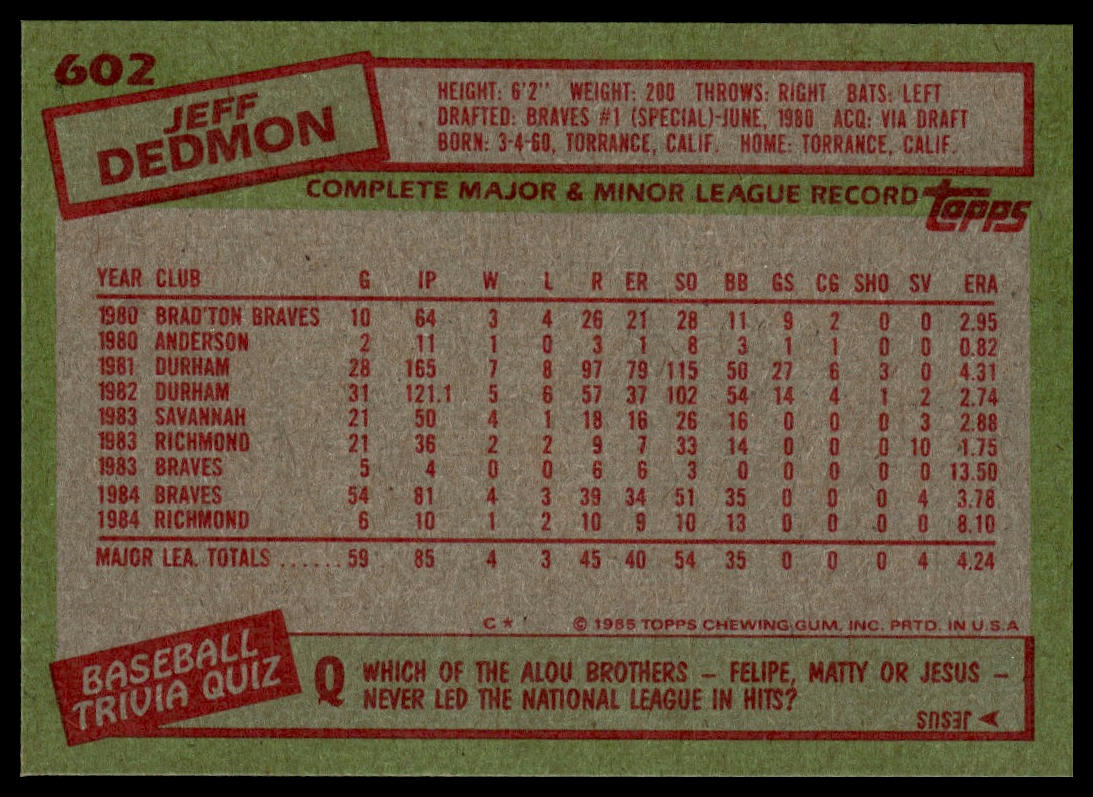 602
JEFF
DEDMON
HEIGHT: 6'2" WEIGHT: 200 THROWS: RIGHT BATS: LEFT
DRAFTED: BRAVES #1 (SPECIAL)-JUNE, 1980 ACQ: VIA DRAFT
BORN: 3-4-60, TORRANCE, CALIF. HOME: TORRANCE, CALIF.
COMPLETE MAJOR & MINOR LEAGUE RECORD
topps
YEAR CLUB G IP W L R ER SO BB GS CG SHO SV ERA
1980 BRAD'TON BRAVES 10 64 3 4 26 21 28 11 9 2 0 0 2.95
1980 ANDERSON 2 11 1 0 3 1 8 3 1 1 0 0 0.82
1981 DURHAM 28 165 7 8 97 79 115 50 27 6 3 0 4.31
1982 DURHAM 31 121.1 5 6 57 37 102 54 14 4 1 2 2.74
1983 SAVANNAH 21 50 4 1 18 16 26 16 0 0 0 3 2.88
1983 RICHMOND 21 36 2 2 9 7 33 14 0 0 0 10 1.75
1983 BRAVES 5 4 0 0 6 6 3 0 0 0 0 0 13.50
1984 BRAVES 54 81 4 3 39 34 51 35 0 0 0 4 3.78
1984 RICHMOND 6 10 1 2 10 9 10 13 0 0 0 0 8.10
MAJOR LEA. TOTALS ...... 59 85 4 3 45 40 54 35 0 0 0 4 4.24
C* © 1985 TOPPS CHEWING GUM, INC. PRTD. IN U.S.A
BASEBALL
TRIVIA QUIZ
Q WHICH OF THE ALOU BROTHERS – FELIPE, MATTY OR JESUS –
NEVER LED THE NATIONAL LEAGUE IN HITS?
JESUS